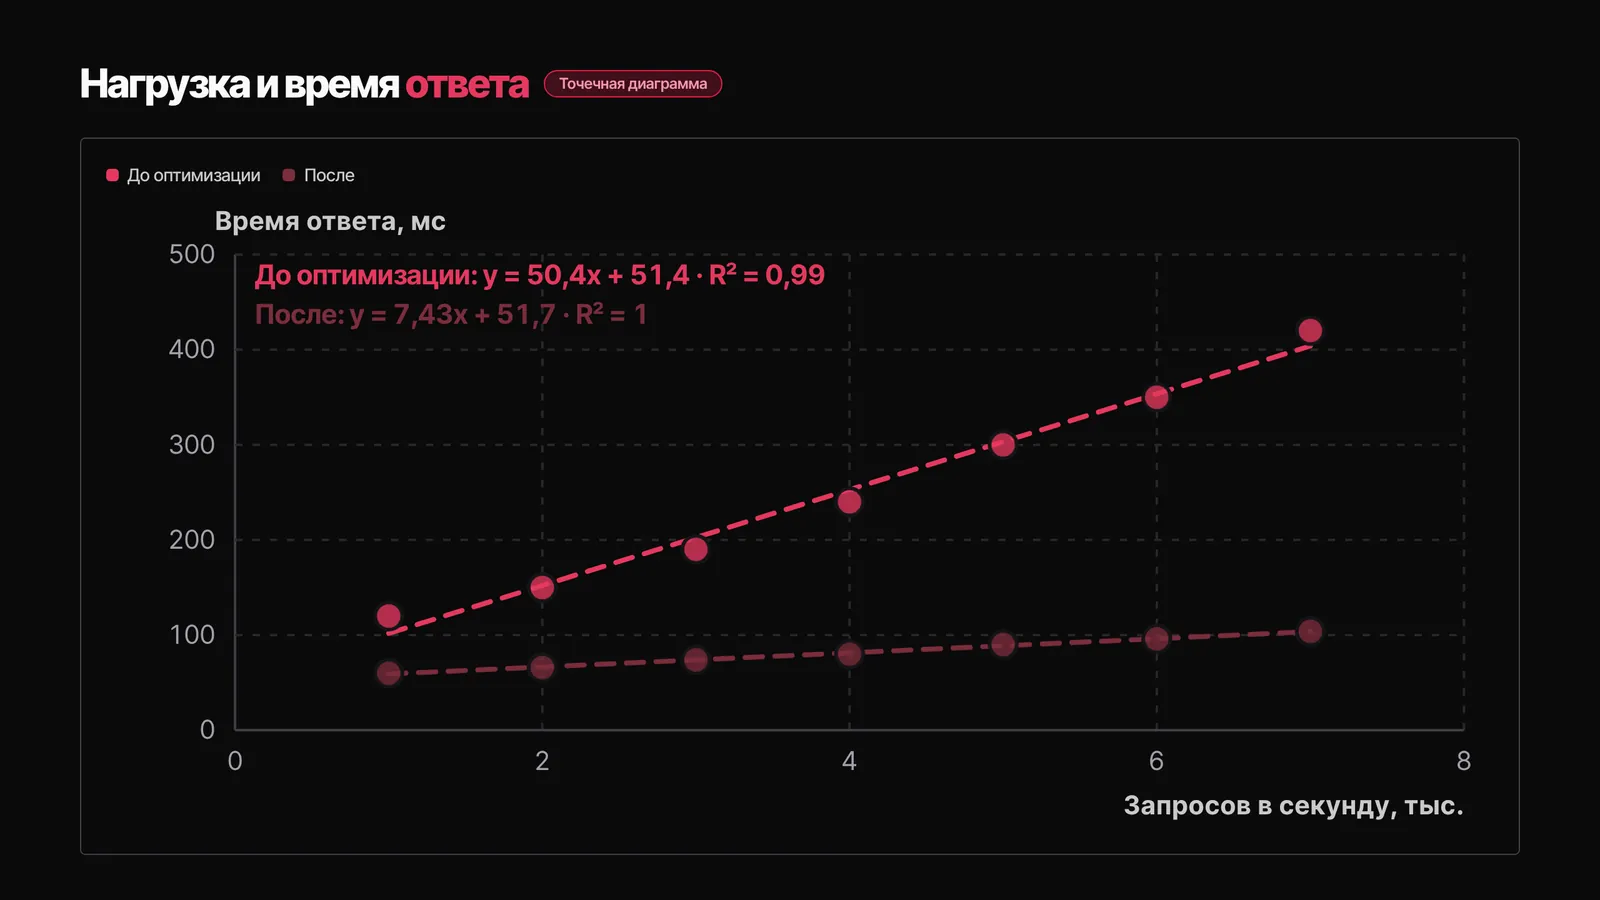 Нагрузка и время ответа
Точечная диаграмма
До оптимизации
После
Время ответа, мс
500
До оптимизации: y = 50,4x + 51,4 · R² = 0,99
После: y = 7,43x + 51,7 · R² = 1
400
300
200
100
0
0 2 4 6 8
Запросов в секунду, тыс.